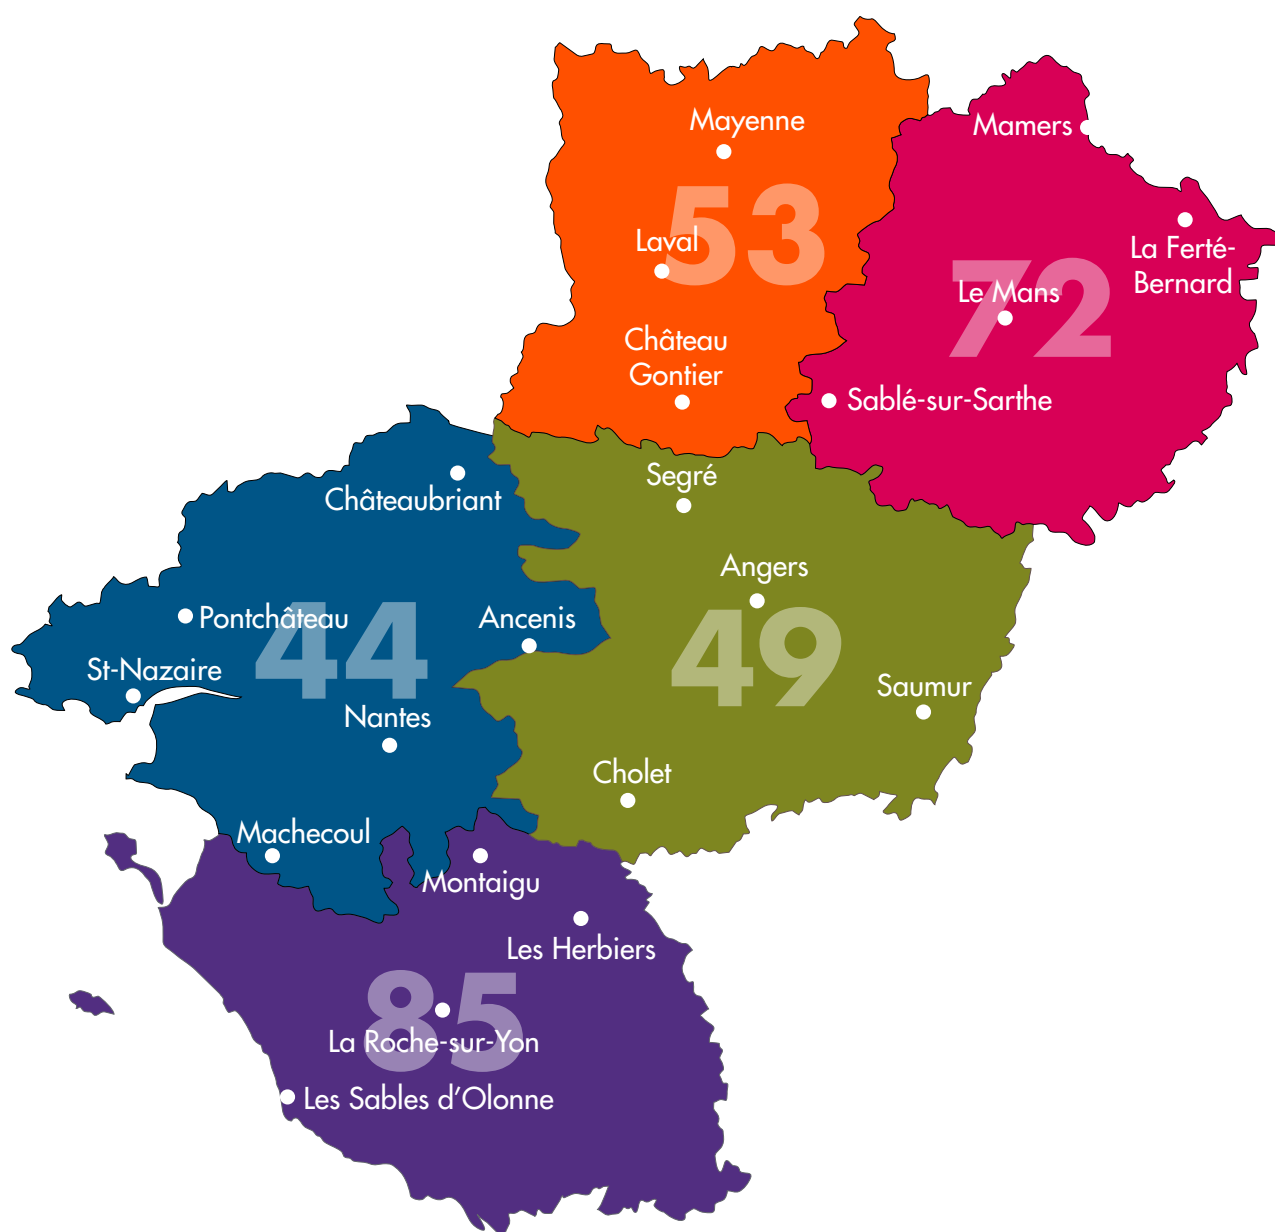 Mayenne
Mamers
53
Laval
La Ferté-
Bernard
72
Le Mans
Château
Gontier
Sablé-sur-Sarthe
Segré
Châteaubriant
Angers
Pontchâteau
44
Ancenis
49
St-Nazaire
Saumur
Nantes
Cholet
Machecoul
Montaigu
Les Herbiers
85
La Roche-sur-Yon
Les Sables d’Olonne